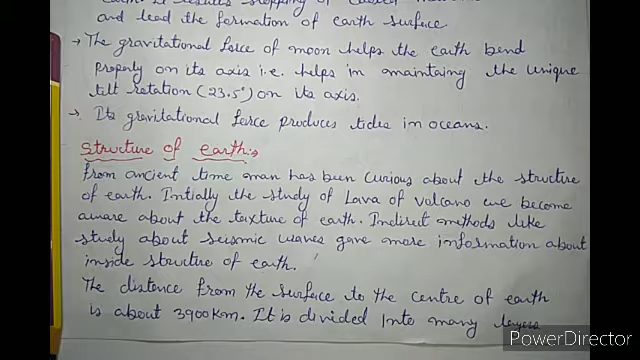 and lead the formation of earth surface
→ The gravitational force of moon helps the earth bend
properly on its axis i.e. helps in maintaing the unique
tilt rotation (23.5°) on its axis.
→ Its gravitational force produces tides in oceans.
Structure of earth:→
From ancient time man has been curious about the structure
of earth. Intially the study of Lava of volcano we become
aware about the texture of earth. Indirect methods like
study about seismic waves gave more information about
inside structure of earth.
The distance from the surface to the centre of earth
is about 3900km. It is divided Into many layers
PowerDirector